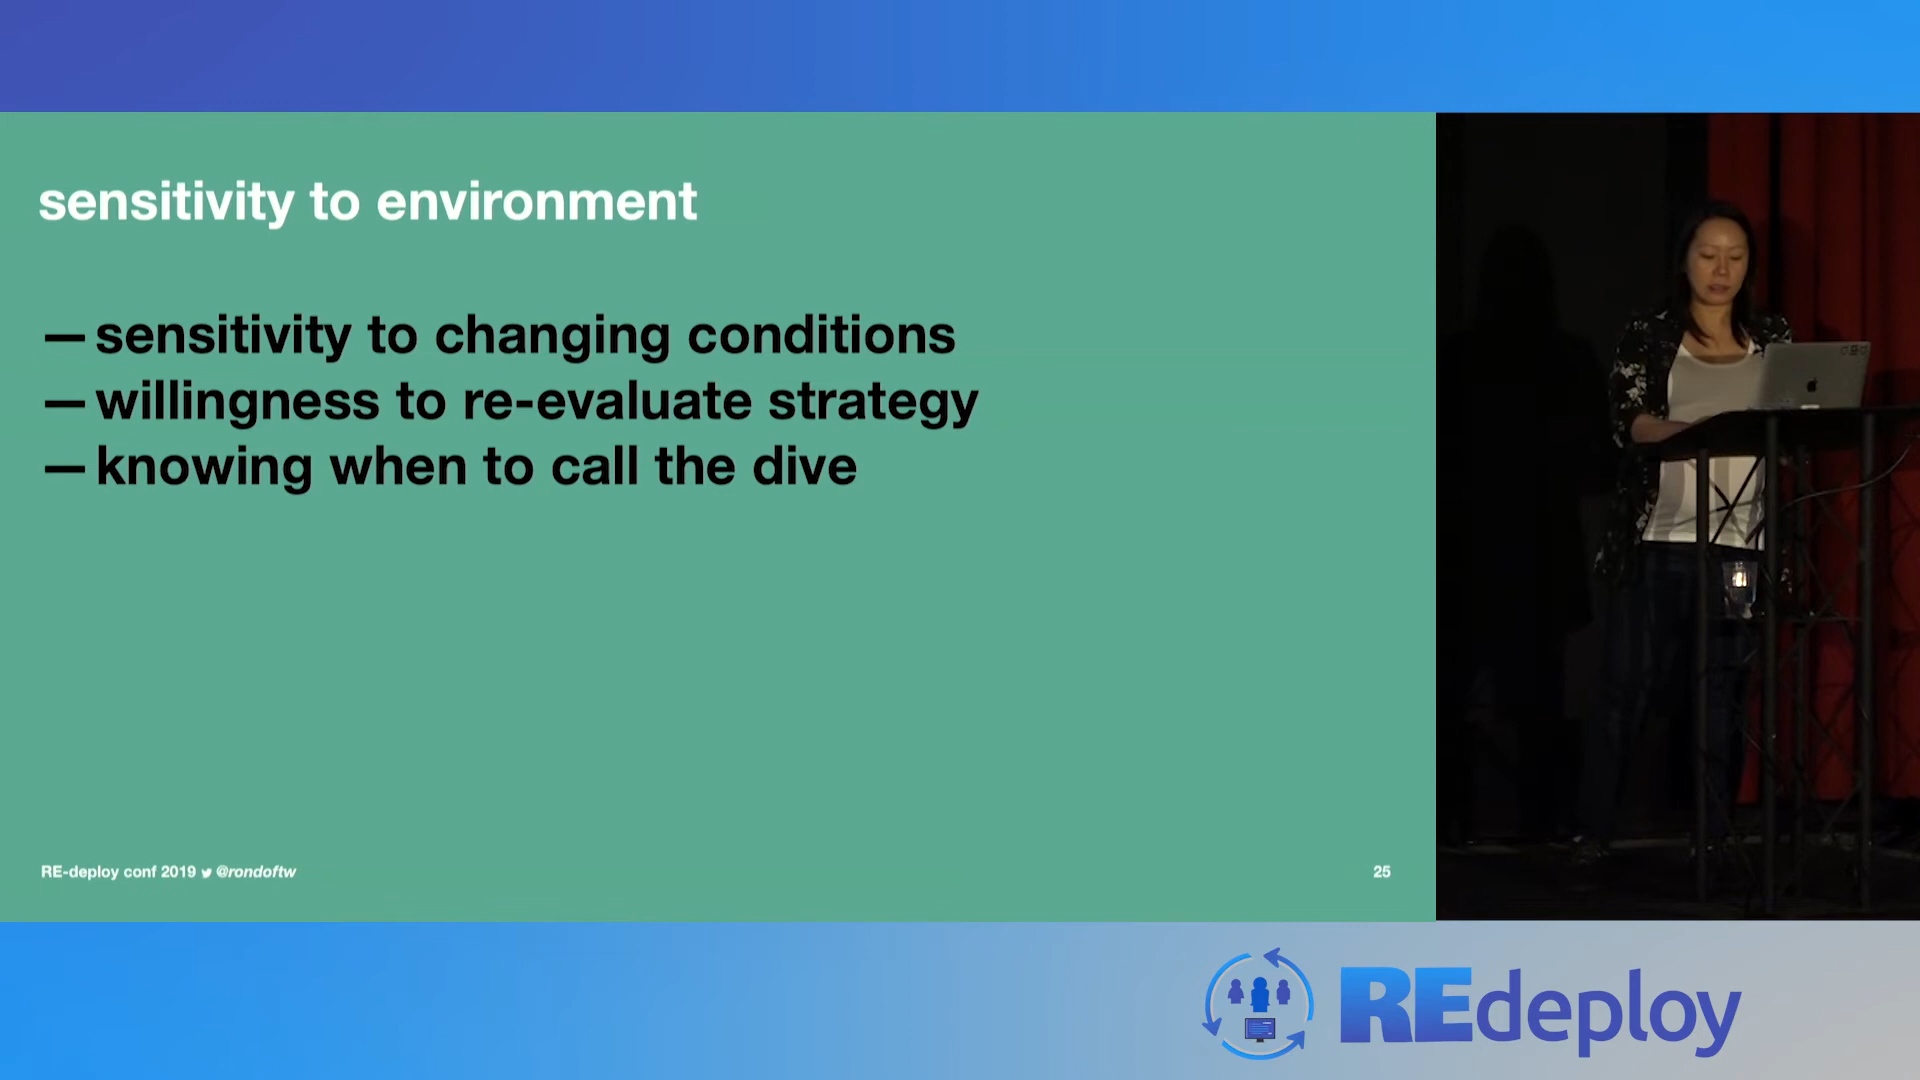 sensitivity to environment
— sensitivity to changing conditions
— willingness to re-evaluate strategy
— knowing when to call the dive
RE-deploy conf 2019 @rondoftw
25
REdeploy